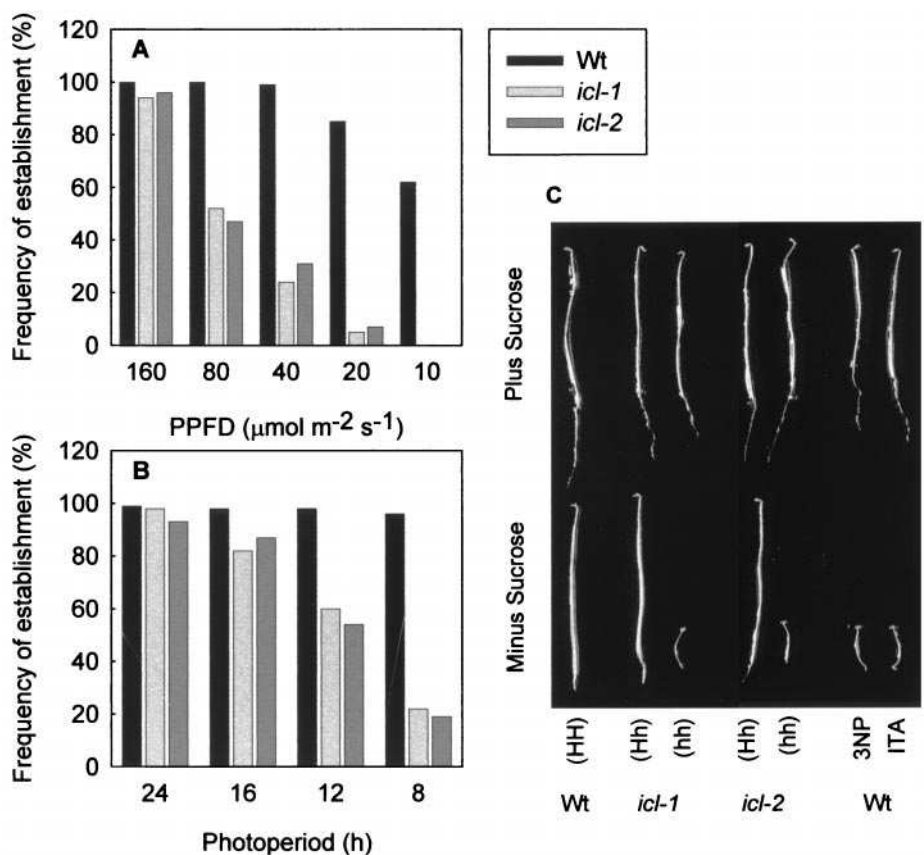 A
Frequency of establishment (%)
120
100
80
60
40
20
0
160 80 40 20 10
PPFD (μmol m-2 s-1)
Wt
icl-1
icl-2
B
Frequency of establishment (%)
120
100
80
60
40
20
0
24 16 12 8
Photoperiod (h)
C
Plus Sucrose
Minus Sucrose
(HH) (Hh) (hh) (Hh) (hh) 3NP ITA
Wt icl-1 icl-2 Wt